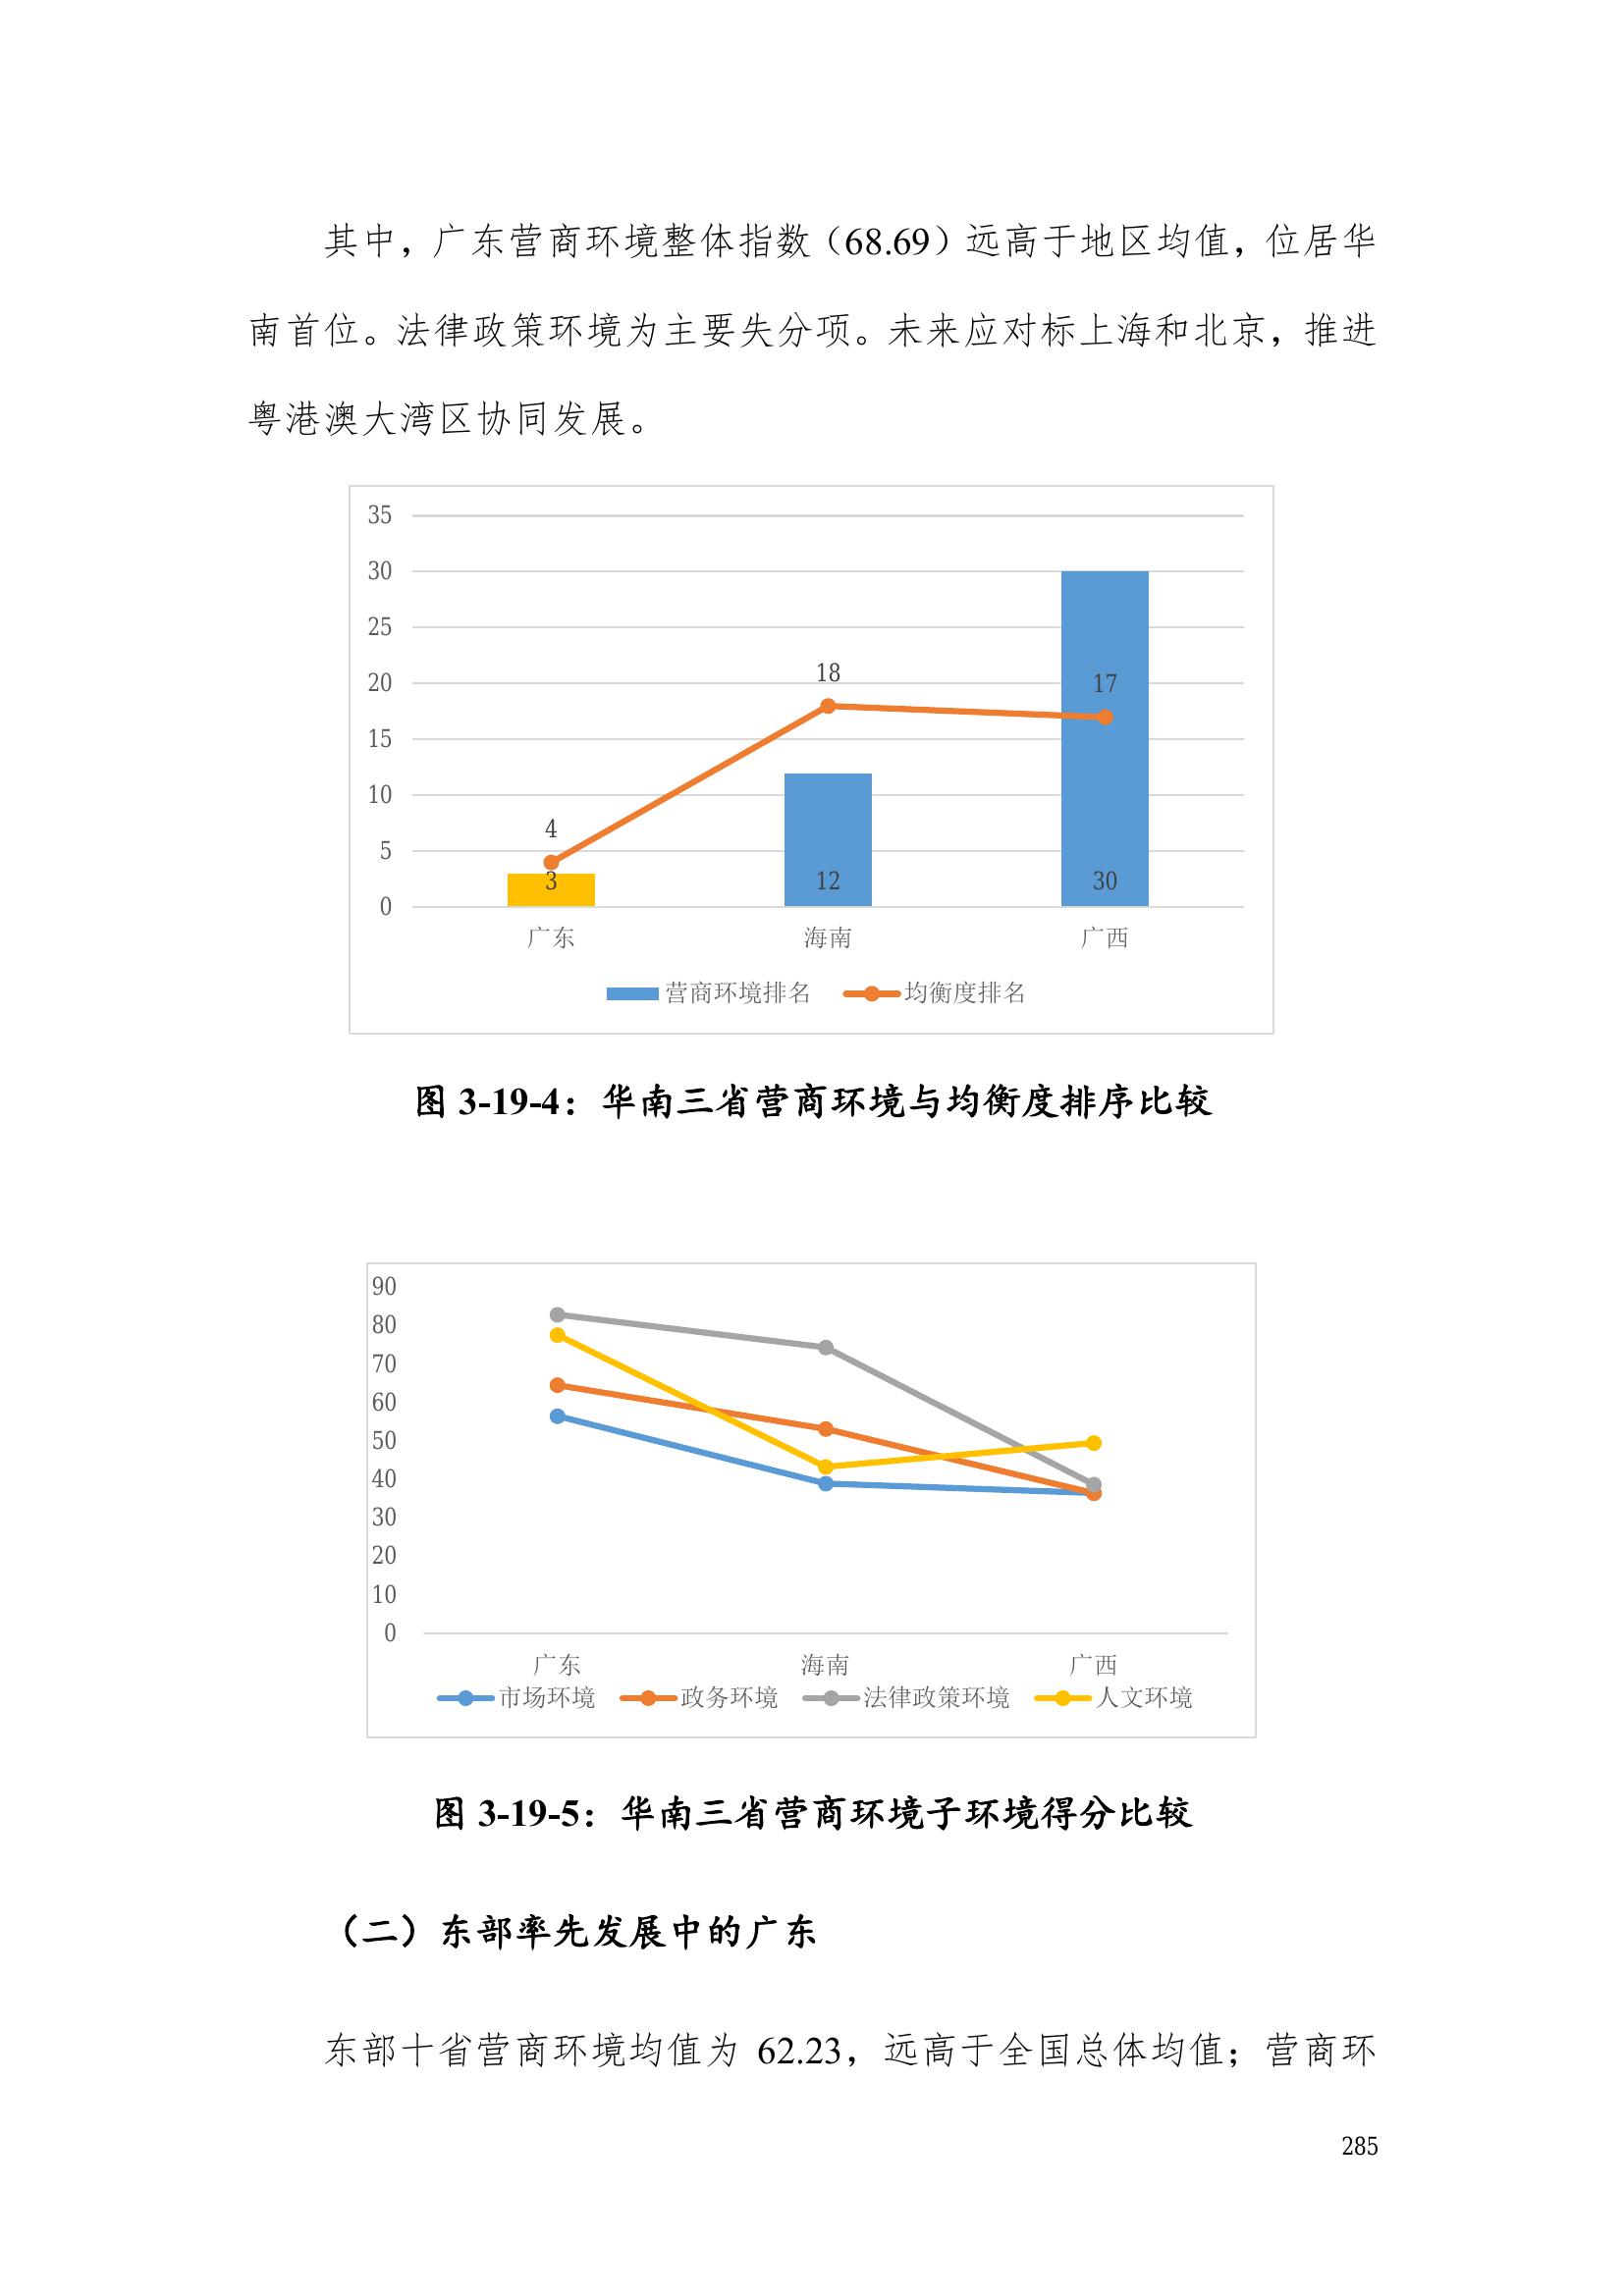 其中，广东营商环境整体指数（68.69）远高于地区均值，位居华
南首位。法律政策环境为主要失分项。未来应对标上海和北京，推进
粤港澳大湾区协同发展。
35
30
25
20
15
10
5
0
18
17
4
3
12
30
广东 海南 广西
营商环境排名 均衡度排名
图 3-19-4：华南三省营商环境与均衡度排序比较
90
80
70
60
50
40
30
20
10
0
广东 海南 广西
市场环境 政务环境 法律政策环境 人文环境
图 3-19-5：华南三省营商环境子环境得分比较
（二）东部率先发展中的广东
东部十省营商环境均值为 62.23，远高于全国总体均值；营商环
285